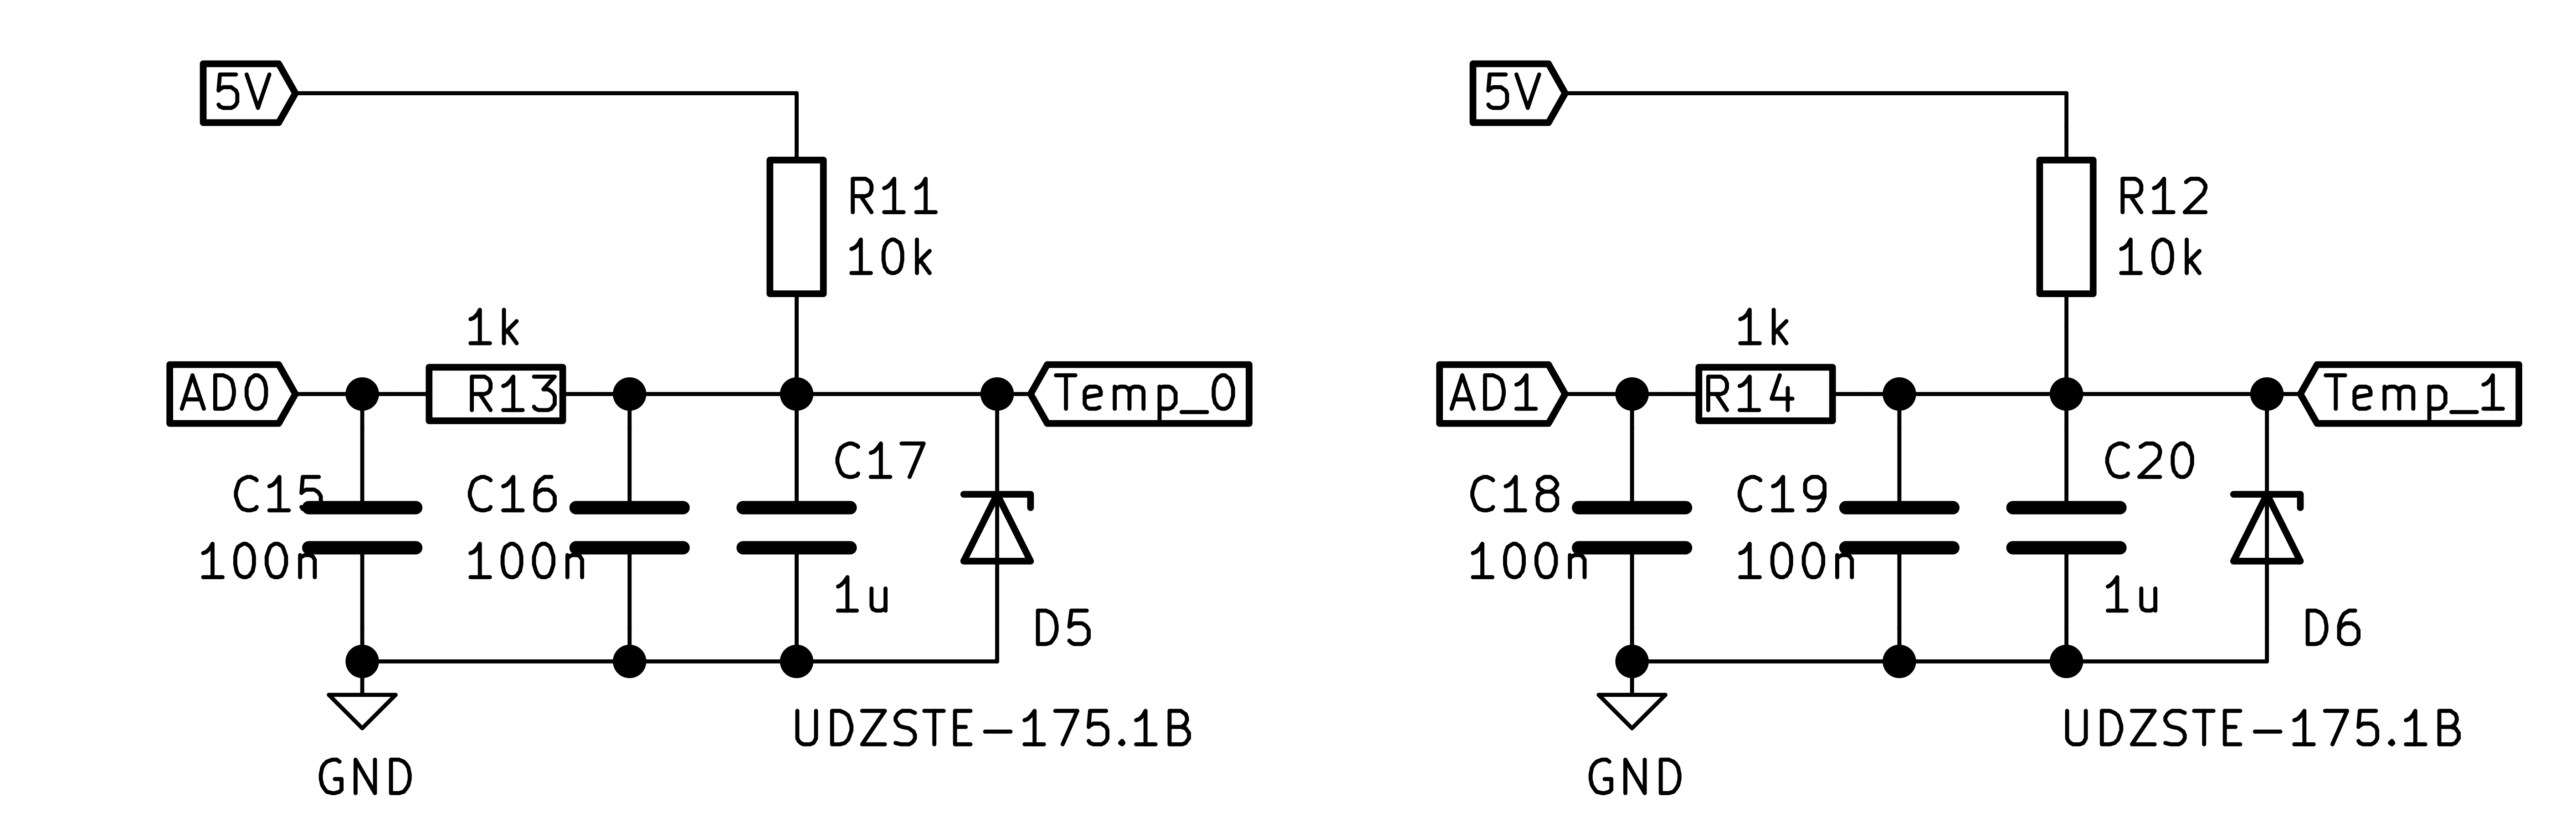 5V
R11
10k
1k
AD0
R13
Temp_0
C15
100n
C16
100n
C17
1u
D5
UDZSTE-175.1B
GND
5V
R12
10k
1k
AD1
R14
Temp_1
C18
100n
C19
100n
C20
1u
D6
UDZSTE-175.1B
GND